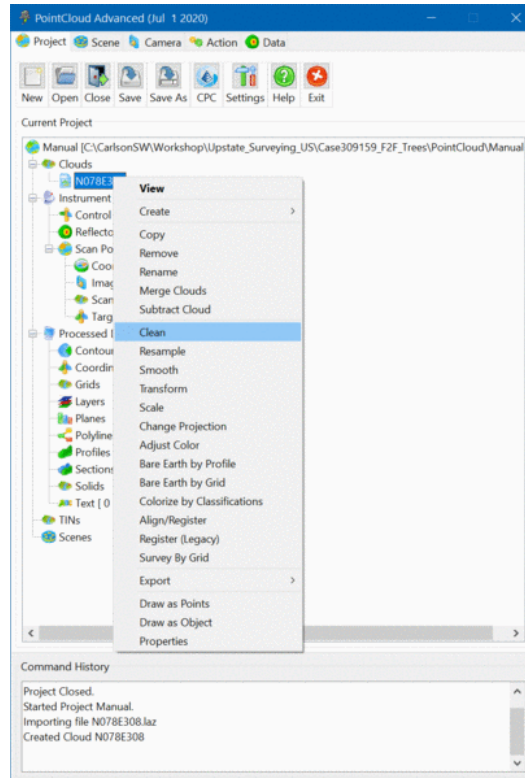 PointCloud Advanced (Jul 1 2020)
Project Scene Camera Action Data
New Open Close Save Save As CPC Settings Help Exit
Current Project
Manual [C:\CarlsonSW\Workshop\Upstate_Surveying_US\Case309159_F2F_Trees\PointCloud\Manual
Clouds
N078E3
Instrument
Control
Reflecto
Scan Po
Coo
Imag
Scan
Targ
Processed
Contour
Coordin
Grids
Layers
Planes
Polyline
Profiles
Sections
Solids
Text [ 0
TINs
Scenes
View
Create
Copy
Remove
Rename
Merge Clouds
Subtract Cloud
Clean
Resample
Smooth
Transform
Scale
Change Projection
Adjust Color
Bare Earth by Profile
Bare Earth by Grid
Colorize by Classifications
Align/Register
Register (Legacy)
Survey By Grid
Export
Draw as Points
Draw as Object
Properties
Command History
Project Closed.
Started Project Manual.
Importing file N078E308.laz
Created Cloud N078E308